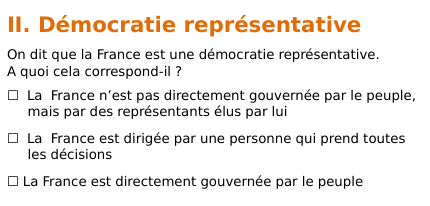 II. Démocratie représentative
On dit que la France est une démocratie représentative.
A quoi cela correspond-il ?
☐ La  France n’est pas directement gouvernée par le peuple,
mais par des représentants élus par lui
☐ La  France est dirigée par une personne qui prend toutes
les décisions
☐ La France est directement gouvernée par le peuple